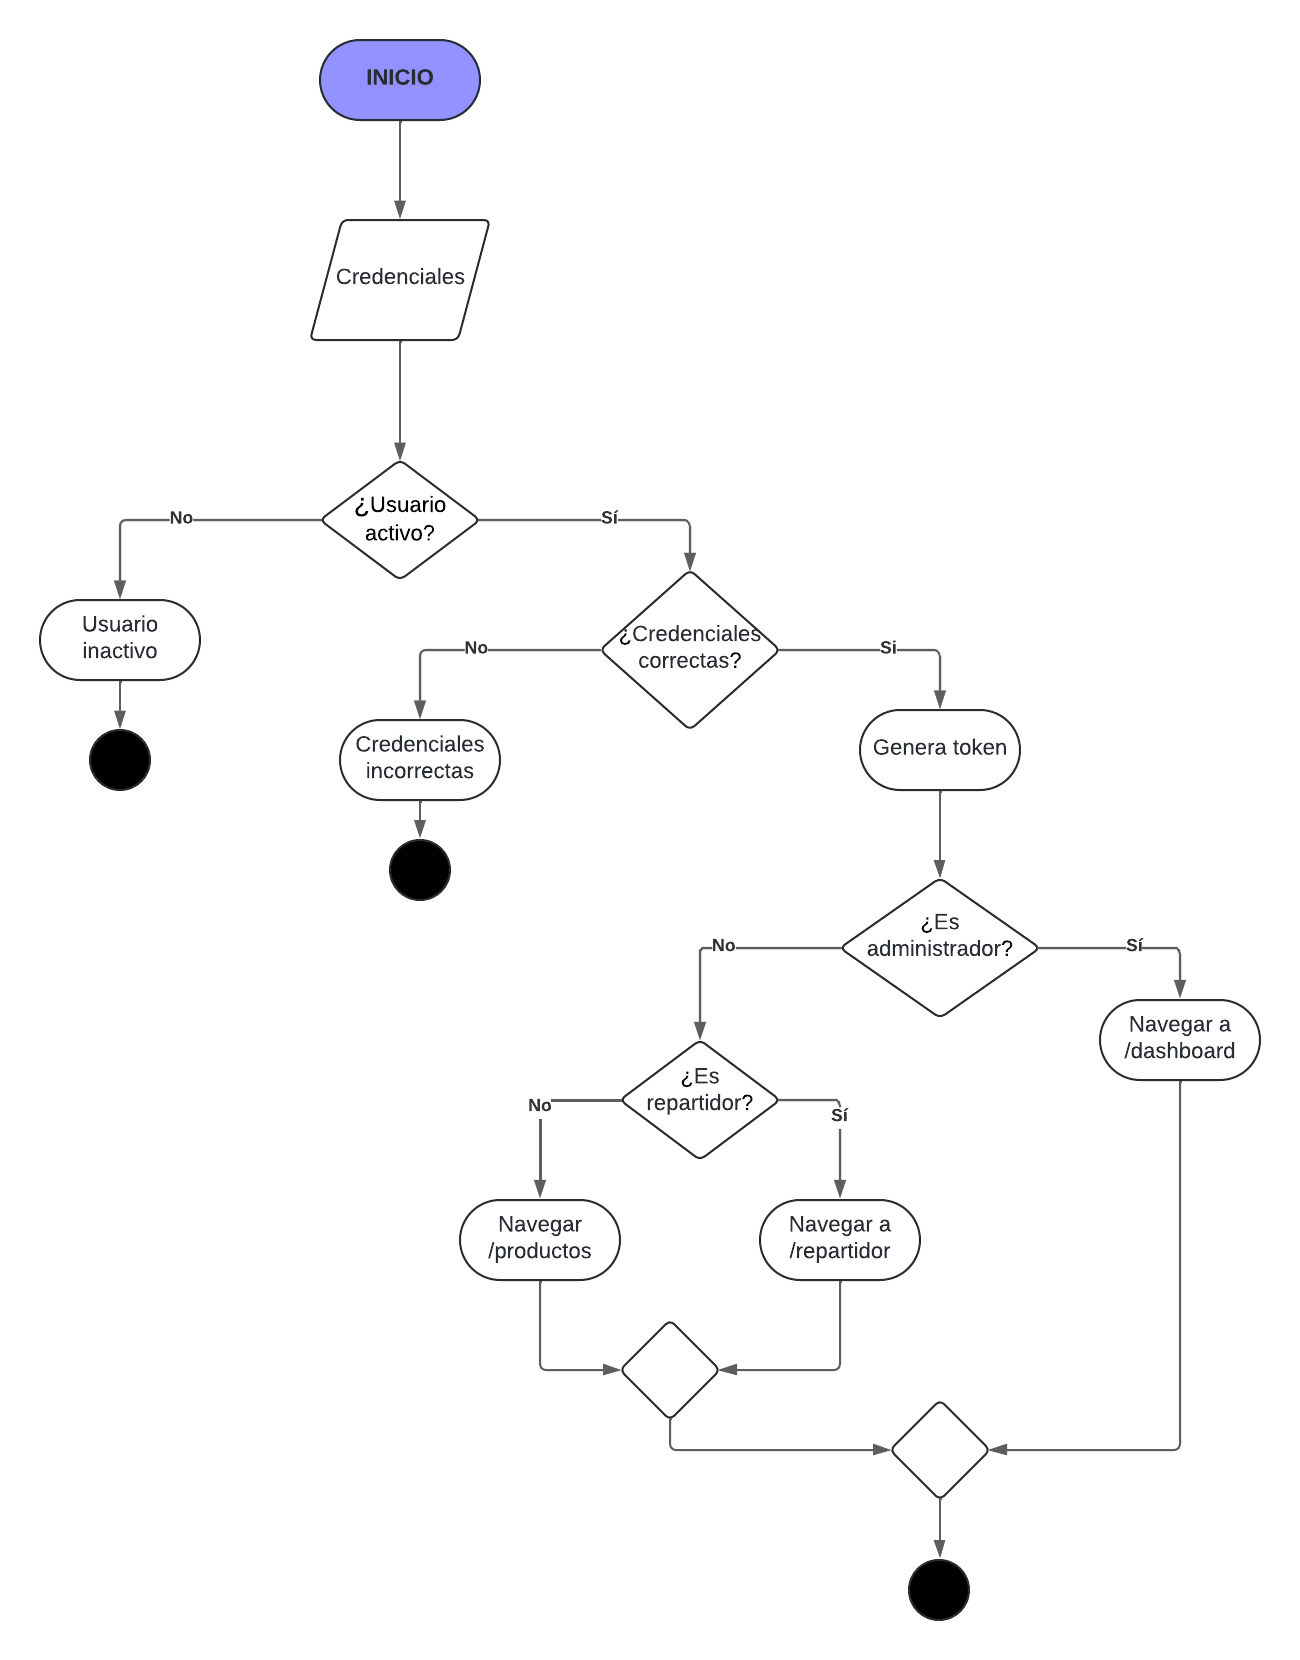 INICIO
Credenciales
¿Usuario
activo?
No
Sí
Usuario
inactivo
¿Credenciales
correctas?
No
Si
Credenciales
incorrectas
Genera token
¿Es
administrador?
No
Sí
Navegar a
/dashboard
¿Es
repartidor?
No
Sí
Navegar
/productos
Navegar a
/repartidor